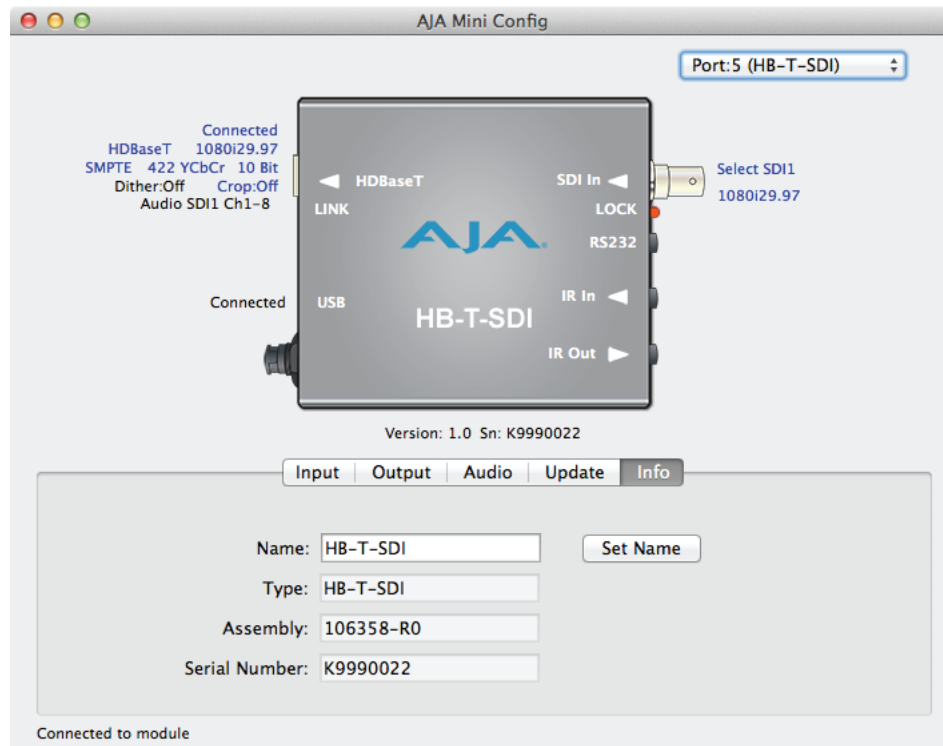 AJA Mini Config
Port:5 (HB-T-SDI)
Connected
HDBaseT 1080i29.97
SMPTE 422 YCbCr 10 Bit
Dither:Off Crop:Off
Audio SDI1 Ch1-8
HDBaseT
LINK
SDI In
LOCK
RS232
Select SDI1
1080i29.97
AJA
Connected
USB
HB-T-SDI
IR In
IR Out
Version: 1.0 Sn: K9990022
Input Output Audio Update Info
Name: HB-T-SDI Set Name
Type: HB-T-SDI
Assembly: 106358-R0
Serial Number: K9990022
Connected to module